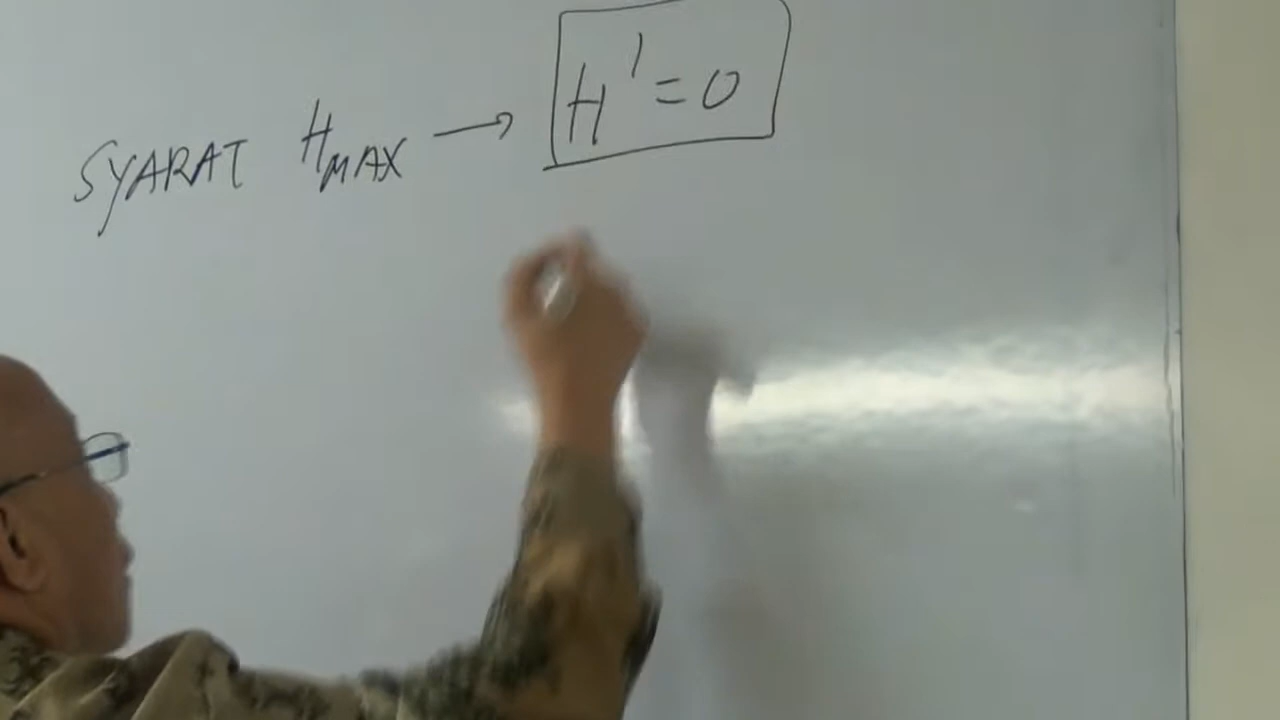 SYARAT HMAX → H' = 0